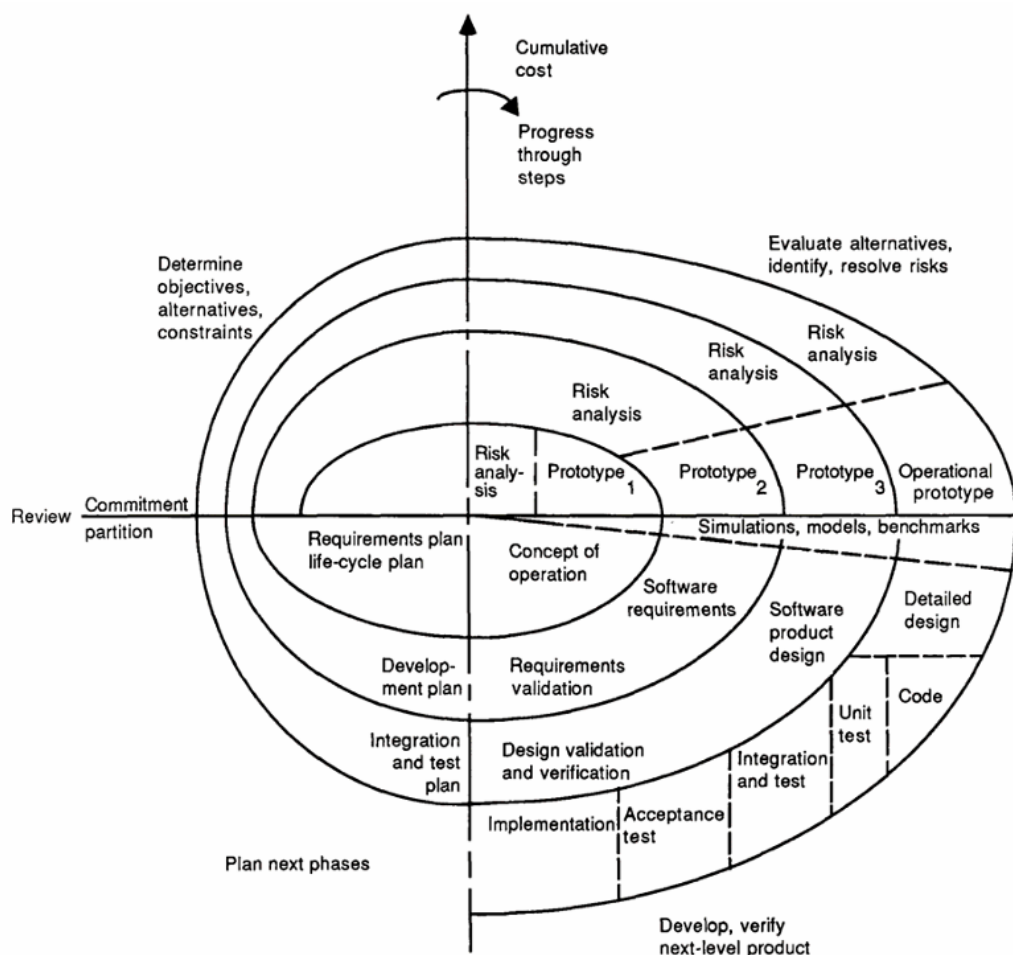 Cumulative
cost
Progress
through
steps
Determine
objectives,
alternatives,
constraints
Evaluate alternatives,
identify, resolve risks
Risk
analysis
Risk
analysis
Risk
analysis
Risk
analy-
sis
Prototype 1
Prototype 2
Prototype 3
Operational
prototype
Review
Commitment
partition
Simulations, models, benchmarks
Requirements plan
life-cycle plan
Concept of
operation
Software
requirements
Software
product
design
Detailed
design
Develop-
ment plan
Requirements
validation
Code
Unit
test
Integration
and test
plan
Design validation
and verification
Integration
and test
Acceptance
test
Implementation
Plan next phases
Develop, verify
next-level product